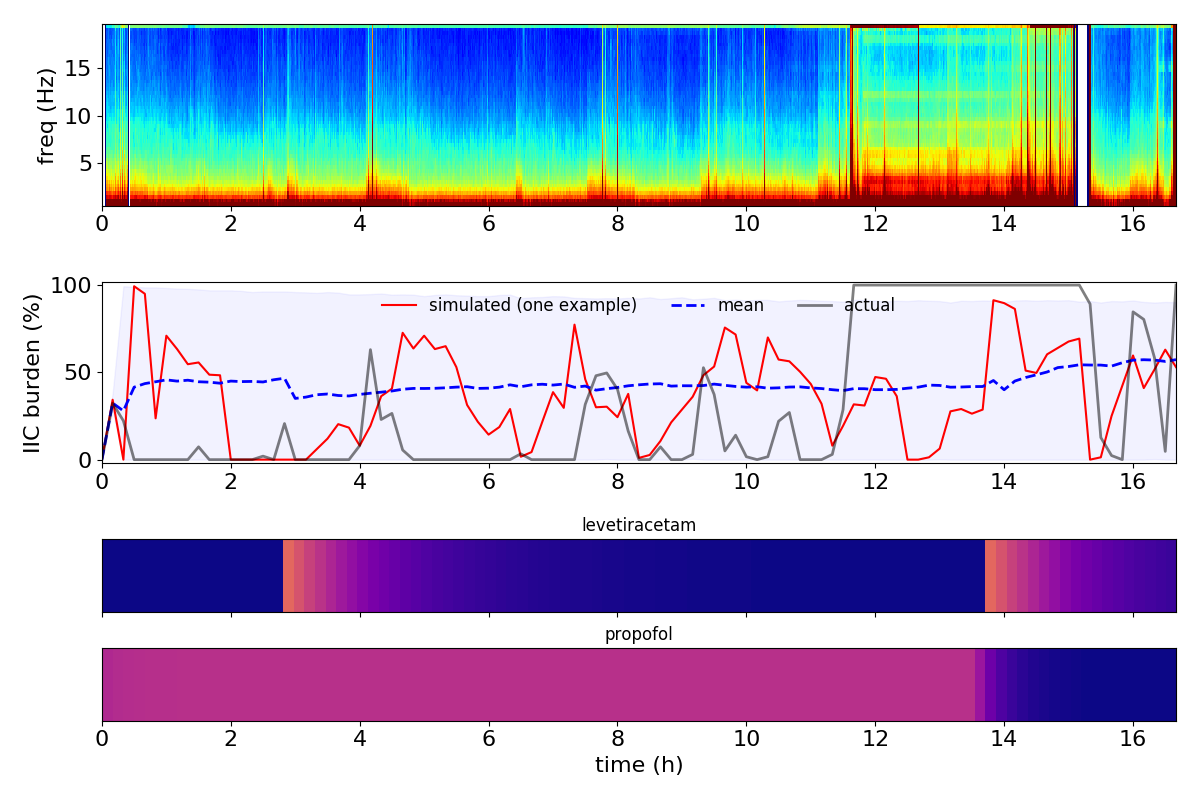 15
10
5
freq (Hz)
0 2 4 6 8 10 12 14 16
100
50
0
IIC burden (%)
simulated (one example) mean actual
0 2 4 6 8 10 12 14 16
levetiracetam
propofol
0 2 4 6 8 10 12 14 16
time (h)